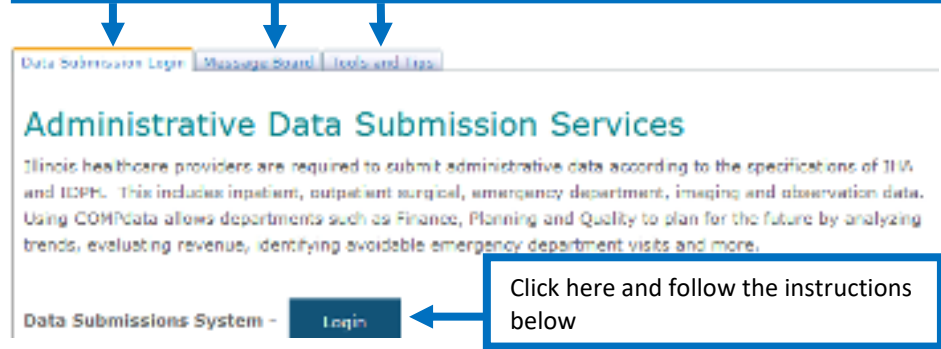 Data Submission Login Message Board Tools and Tips
Administrative Data Submission Services
Illinois healthcare providers are required to submit administrative data according to the specifications of IHA
and IDPH. This includes inpatient, outpatient surgical, emergency department, imaging and observation data.
Using COMPdata allows departments such as Finance, Planning and Quality to plan for the future by analyzing
trends, evaluating revenue, identifying avoidable emergency department visits and more.
Click here and follow the instructions
below
Data Submissions System - Login